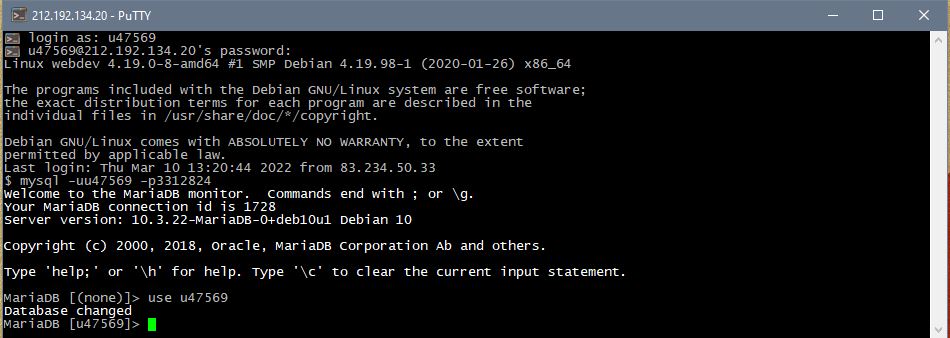 212.192.134.20 - PuTTY
login as: u47569
u47569@212.192.134.20's password:
Linux webdev 4.19.0-8-amd64 #1 SMP Debian 4.19.98-1 (2020-01-26) x86_64
The programs included with the Debian GNU/Linux system are free software;
the exact distribution terms for each program are described in the
individual files in /usr/share/doc/*/copyright.
Debian GNU/Linux comes with ABSOLUTELY NO WARRANTY, to the extent
permitted by applicable law.
Last login: Thu Mar 10 13:20:44 2022 from 83.234.50.33
$ mysql -uu47569 -p3312824
Welcome to the MariaDB monitor.  Commands end with ; or \g.
Your MariaDB connection id is 1728
Server version: 10.3.22-MariaDB-0+deb10u1 Debian 10
Copyright (c) 2000, 2018, Oracle, MariaDB Corporation Ab and others.
Type 'help;' or '\h' for help. Type '\c' to clear the current input statement.
MariaDB [(none)]> use u47569
Database changed
MariaDB [u47569]>